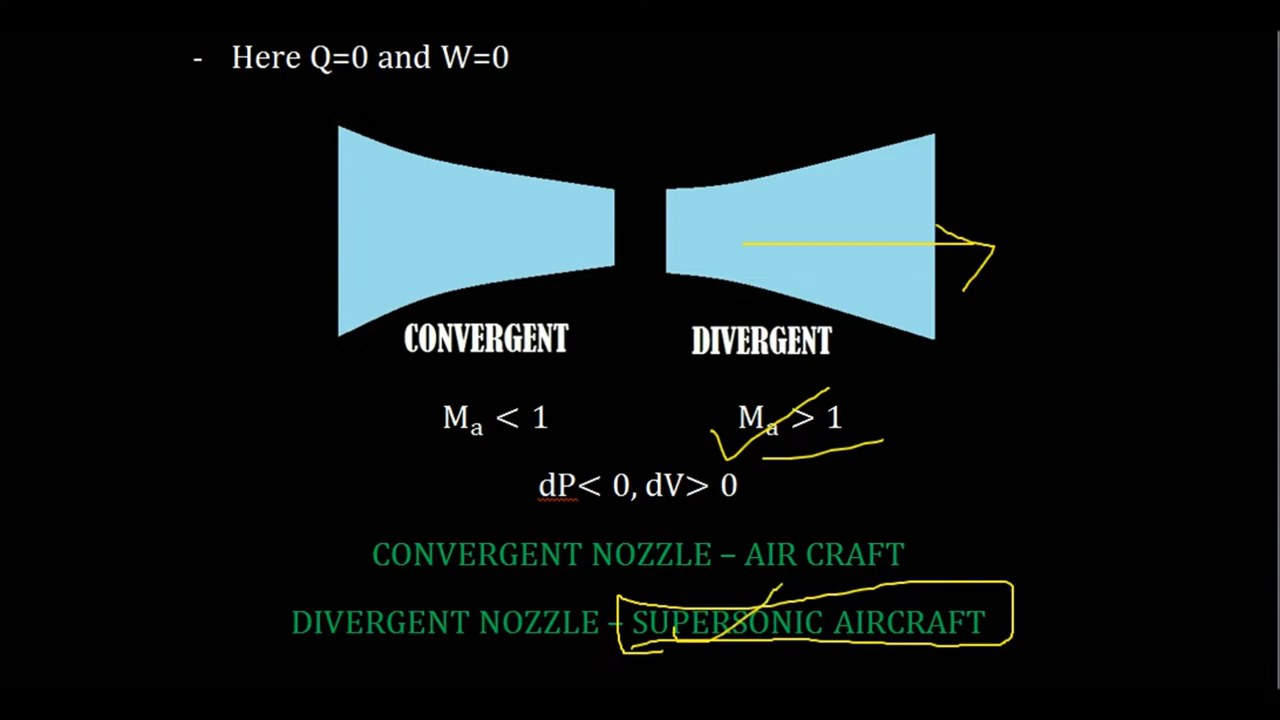 - Here Q=0 and W=0
CONVERGENT DIVERGENT
Mₐ < 1 Mₐ > 1
dP< 0, dV> 0
CONVERGENT NOZZLE – AIR CRAFT
DIVERGENT NOZZLE – SUPERSONIC AIRCRAFT